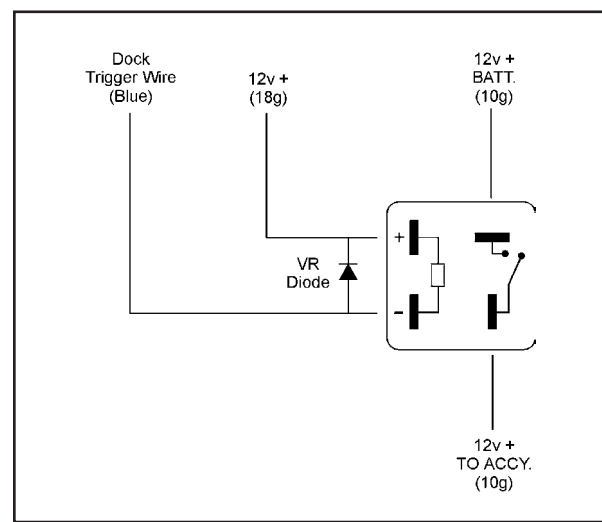 Dock
Trigger Wire
(Blue)
12v +
(18g)
12v +
BATT.
(10g)
+
VR
Diode
-
12v +
TO ACCY.
(10g)